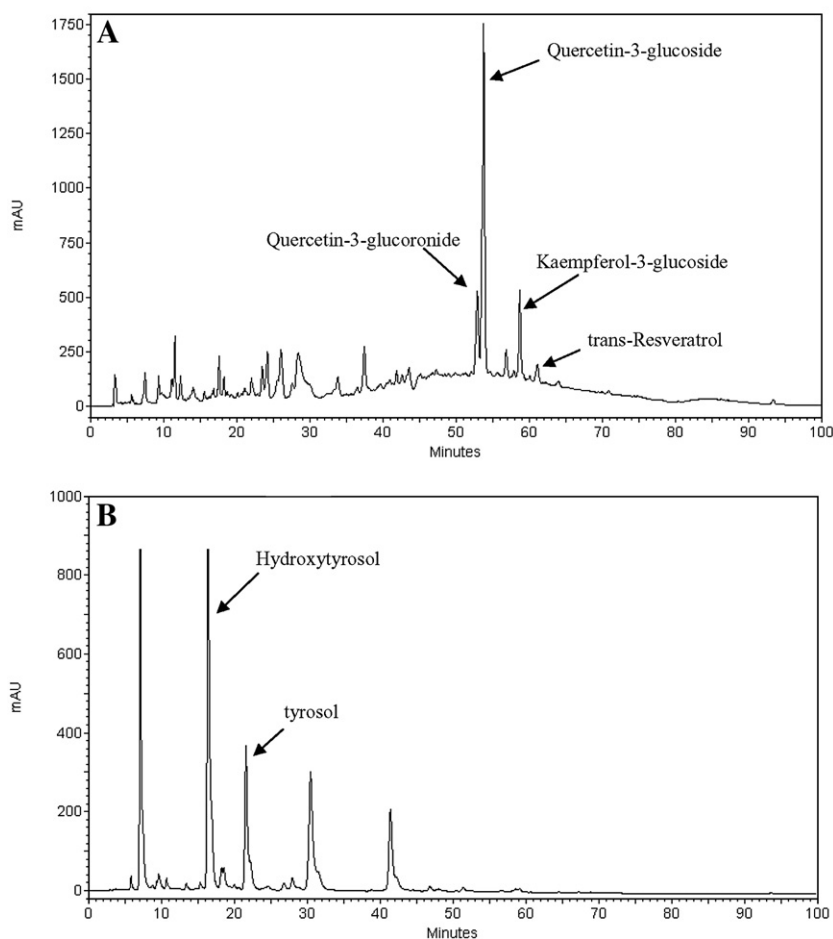 A
1750
1500
1250
1000
750
500
250
0
mAU
Quercetin-3-glucoside
Quercetin-3-glucoronide
Kaempferol-3-glucoside
trans-Resveratrol
0 10 20 30 40 50 60 70 80 90 100
Minutes
B
1000
800
600
400
200
0
mAU
Hydroxytyrosol
tyrosol
0 10 20 30 40 50 60 70 80 90 100
Minutes